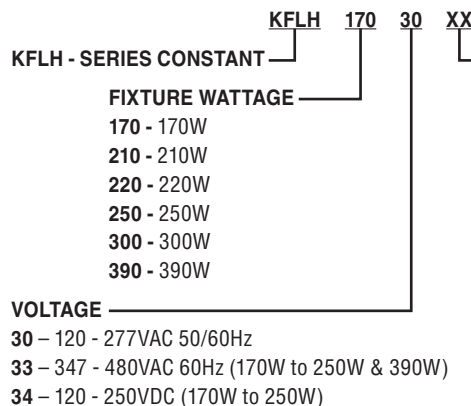 KFLH 170 30 XX
KFLH - SERIES CONSTANT
FIXTURE WATTAGE
170 - 170W
210 - 210W
220 - 220W
250 - 250W
300 - 300W
390 - 390W
VOLTAGE
30 – 120 - 277VAC 50/60Hz
33 – 347 - 480VAC 60Hz (170W to 250W & 390W)
34 – 120 - 250VDC (170W to 250W)